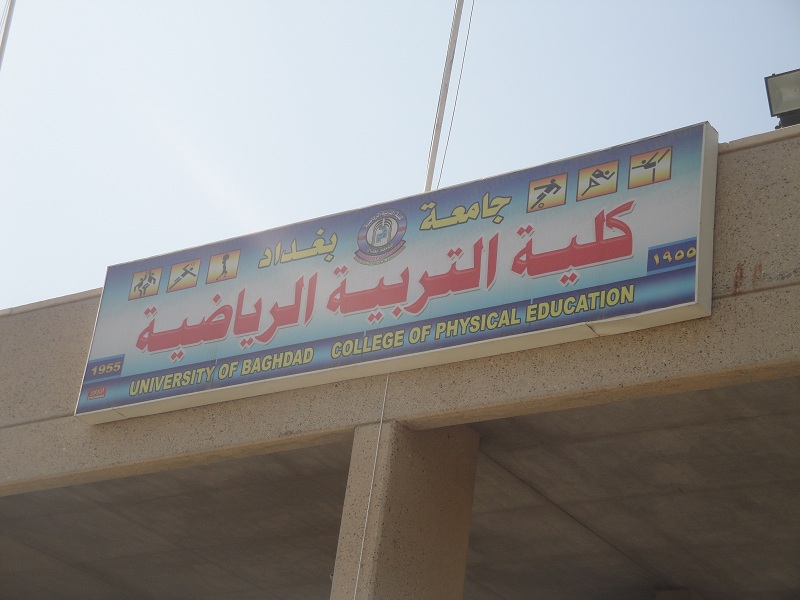 جامعة بغداد
كلية التربية الرياضية
١٩٥٥
1955
UNIVERSITY OF BAGHDAD COLLEGE OF PHYSICAL EDUCATION